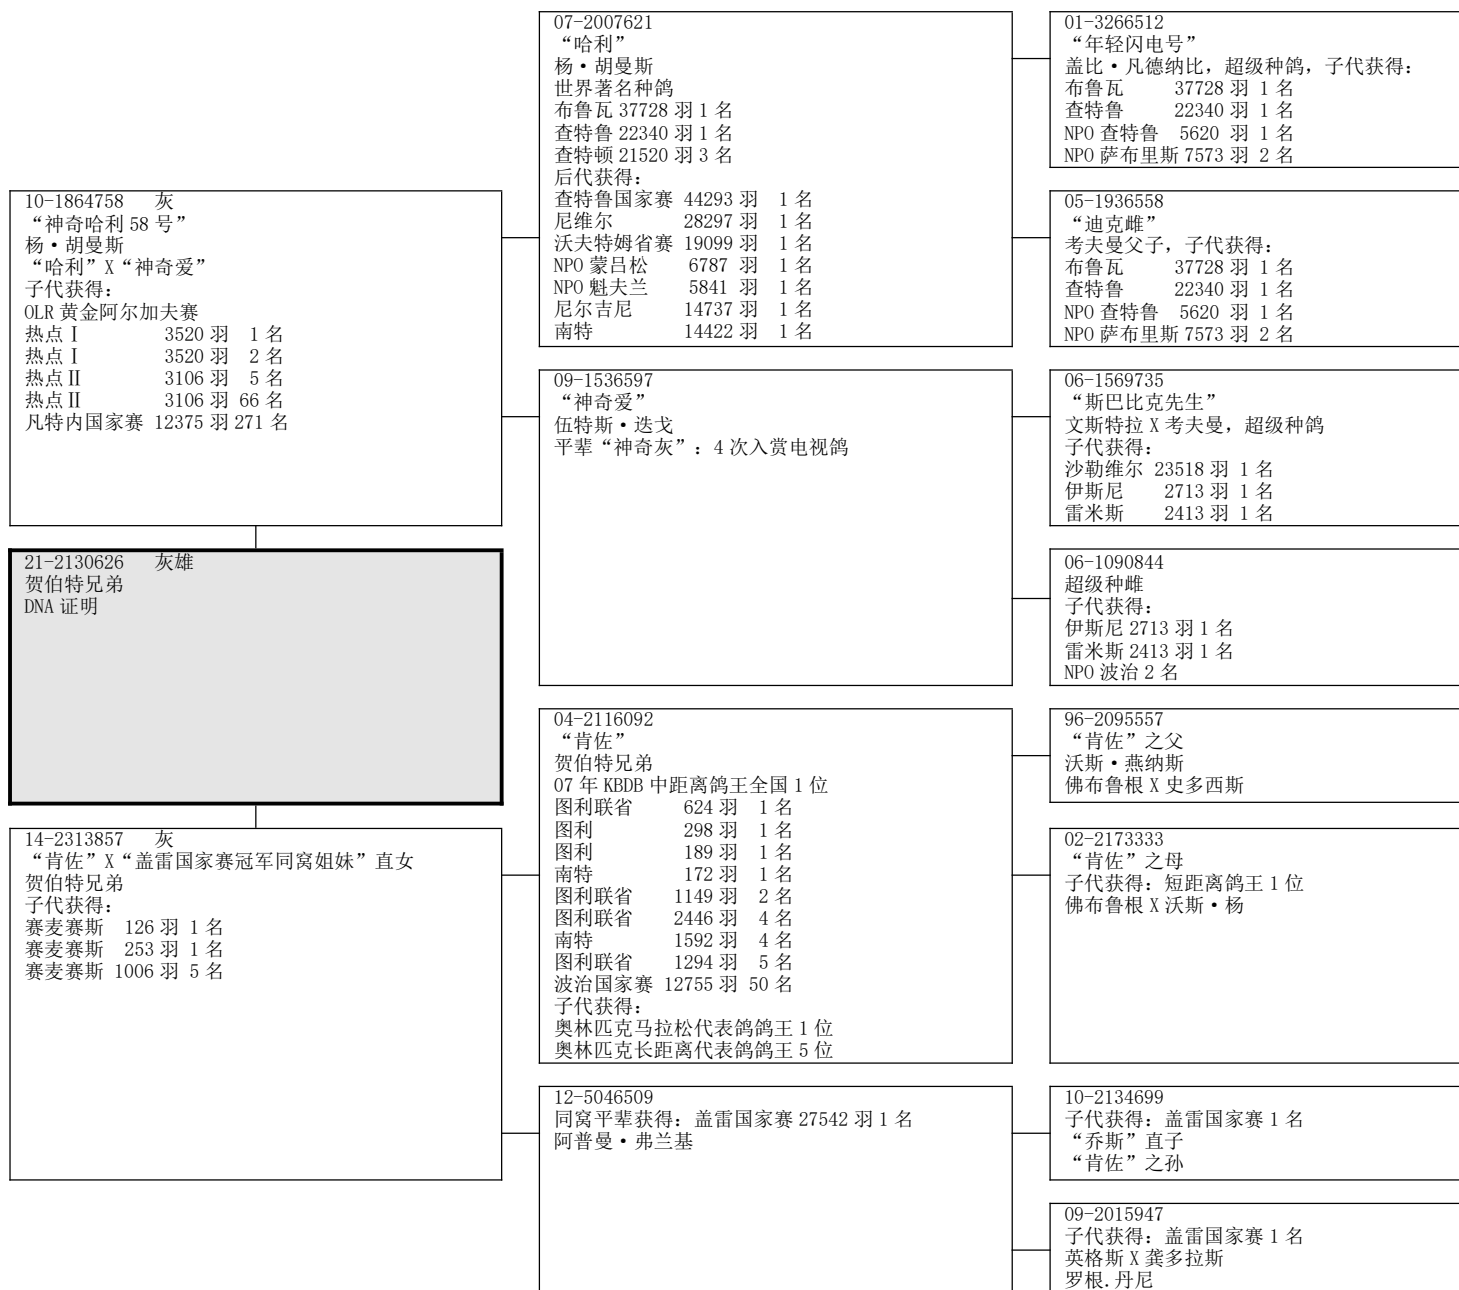 10-1864758 灰
“神奇哈利 58 号”
杨·胡曼斯
“哈利”X“神奇爱”
子代获得：
OLR 黄金阿尔加夫赛
热点Ⅰ 3520 羽 1 名
热点Ⅰ 3520 羽 2 名
热点Ⅱ 3106 羽 5 名
热点Ⅱ 3106 羽 66 名
凡特内国家赛 12375 羽 271 名
21-2130626 灰雄
贺伯特兄弟
DNA 证明
14-2313857 灰
“肯佐”X“盖雷国家赛冠军同窝姐妹”直女
贺伯特兄弟
子代获得：
赛麦赛斯 126 羽 1 名
赛麦赛斯 253 羽 1 名
赛麦赛斯 1006 羽 5 名
07-2007621
“哈利”
杨·胡曼斯
世界著名种鸽
布鲁瓦 37728 羽 1 名
查特鲁 22340 羽 1 名
查特顿 21520 羽 3 名
后代获得：
查特鲁国家赛 44293 羽 1 名
尼维尔 28297 羽 1 名
沃夫特姆省赛 19099 羽 1 名
NPO 蒙吕松 6787 羽 1 名
NPO 魁夫兰 5841 羽 1 名
尼尔吉尼 14737 羽 1 名
南特 14422 羽 1 名
09-1536597
“神奇爱”
伍特斯·迭戈
平辈“神奇灰”：4 次入赏电视鸽
04-2116092
“肯佐”
贺伯特兄弟
07 年 KBDB 中距离鸽王全国 1 位
图利联省 624 羽 1 名
图利 298 羽 1 名
图利 189 羽 1 名
南特 172 羽 1 名
图利联省 1149 羽 2 名
图利联省 2446 羽 4 名
南特 1592 羽 4 名
图利联省 1294 羽 5 名
波治国家赛 12755 羽 50 名
子代获得：
奥林匹克马拉松代表鸽鸽王 1 位
奥林匹克长距离代表鸽鸽王 5 位
12-5046509
同窝平辈获得：盖雷国家赛 27542 羽 1 名
阿普曼·弗兰基
01-3266512
“年轻闪电号”
盖比·凡德纳比，超级种鸽，子代获得：
布鲁瓦 37728 羽 1 名
查特鲁 22340 羽 1 名
NPO 查特鲁 5620 羽 1 名
NPO 萨布里斯 7573 羽 2 名
05-1936558
“迪克雌”
考夫曼父子，子代获得：
布鲁瓦 37728 羽 1 名
查特鲁 22340 羽 1 名
NPO 查特鲁 5620 羽 1 名
NPO 萨布里斯 7573 羽 2 名
06-1569735
“斯巴比克先生”
文斯特拉 X 考夫曼，超级种鸽
子代获得：
沙勒维尔 23518 羽 1 名
伊斯尼 2713 羽 1 名
雷米斯 2413 羽 1 名
06-1090844
超级种雌
子代获得：
伊斯尼 2713 羽 1 名
雷米斯 2413 羽 1 名
NPO 波治 2 名
96-2095557
“肯佐”之父
沃斯·燕纳斯
佛布鲁根 X 史多西斯
02-2173333
“肯佐”之母
子代获得：短距离鸽王 1 位
佛布鲁根 X 沃斯·杨
10-2134699
子代获得：盖雷国家赛 1 名
“乔斯”直子
“肯佐”之孙
09-2015947
子代获得：盖雷国家赛 1 名
英格斯 X 龚多拉斯
罗根.丹尼